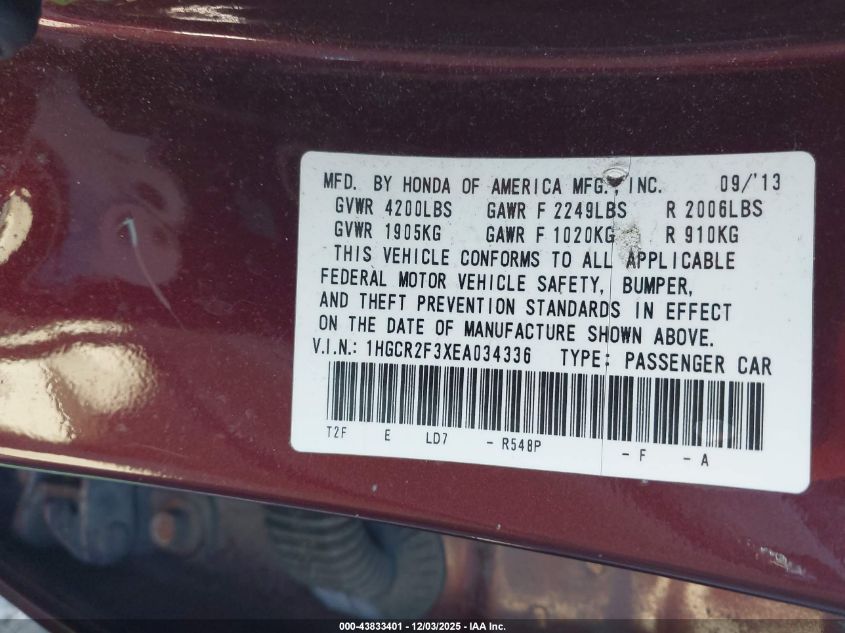 MFD. BY HONDA OF AMERICA MFG., INC. 09/'13
GVWR 4200LBS GAWR F 2249LBS R 2006LBS
GVWR 1905KG GAWR F 1020KG R 910KG
THIS VEHICLE CONFORMS TO ALL APPLICABLE
FEDERAL MOTOR VEHICLE SAFETY, BUMPER,
AND THEFT PREVENTION STANDARDS IN EFFECT
ON THE DATE OF MANUFACTURE SHOWN ABOVE.
V.I.N.: 1HGCR2F3XEA034336 TYPE: PASSENGER CAR
T2F E LD7 - R548P - F - A
000-43833401 - 12/03/2025 - IAA Inc.